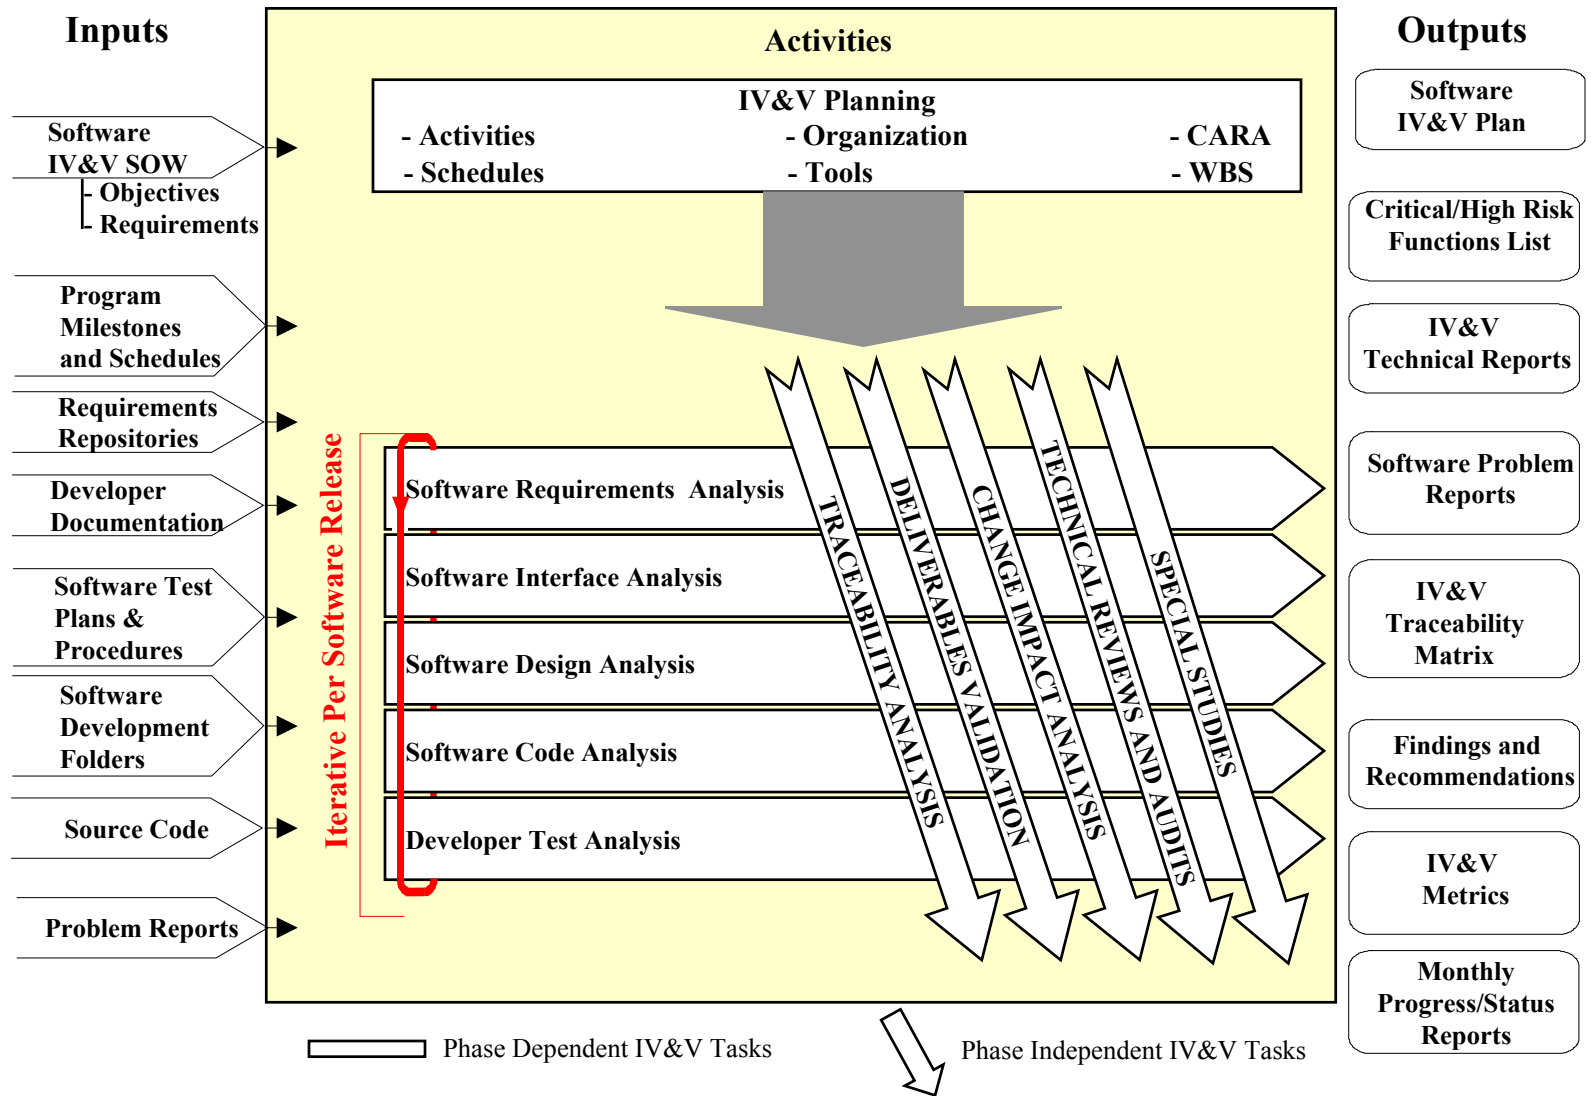 Inputs
Software
IV&V SOW
- Objectives
- Requirements
Program
Milestones
and Schedules
Requirements
Repositories
Developer
Documentation
Software Test
Plans &
Procedures
Software
Development
Folders
Source Code
Problem Reports
Activities
IV&V Planning
- Activities - Organization - CARA
- Schedules - Tools - WBS
Iterative Per Software Release
Software Requirements Analysis
Software Interface Analysis
Software Design Analysis
Software Code Analysis
Developer Test Analysis
TRACEABILITY ANALYSIS
DELIVERABLES VALIDATION
CHANGE IMPACT ANALYSIS
TECHNICAL REVIEWS AND AUDITS
SPECIAL STUDIES
Outputs
Software
IV&V Plan
Critical/High Risk
Functions List
IV&V
Technical Reports
Software Problem
Reports
IV&V
Traceability
Matrix
Findings and
Recommendations
IV&V
Metrics
Monthly
Progress/Status
Reports
Phase Dependent IV&V Tasks
Phase Independent IV&V Tasks